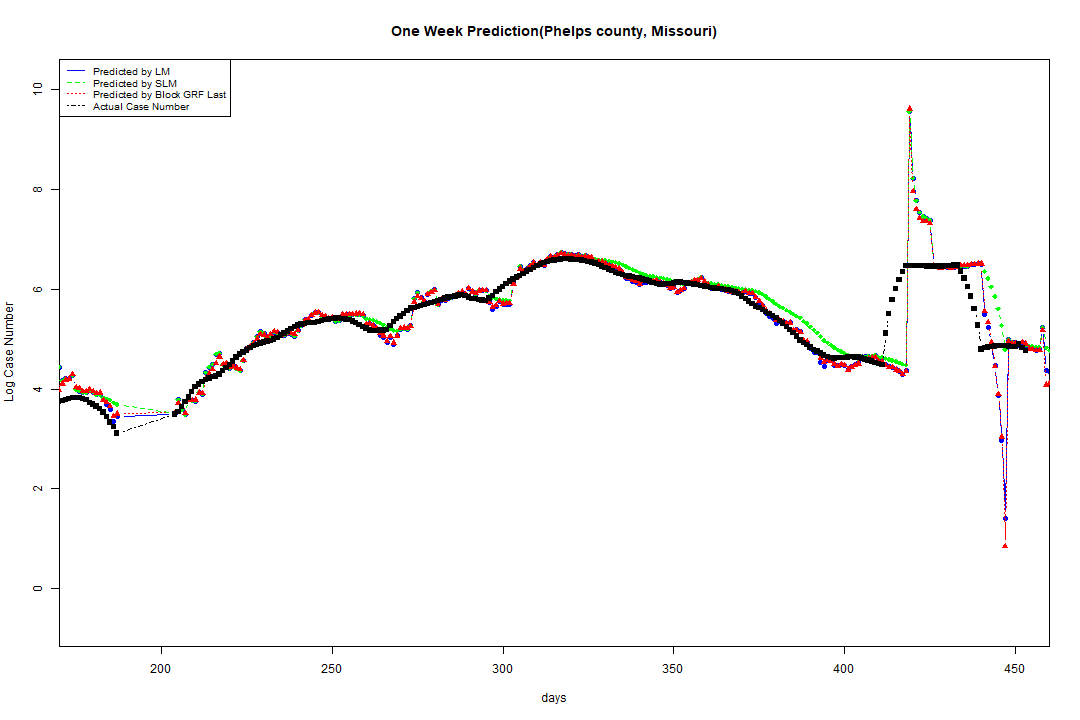 One Week Prediction(Phelps county, Missouri)
Predicted by LM
Predicted by SLM
Predicted by Block GRF Last
Actual Case Number
Log Case Number
10
8
6
4
2
0
200 250 300 350 400 450
days